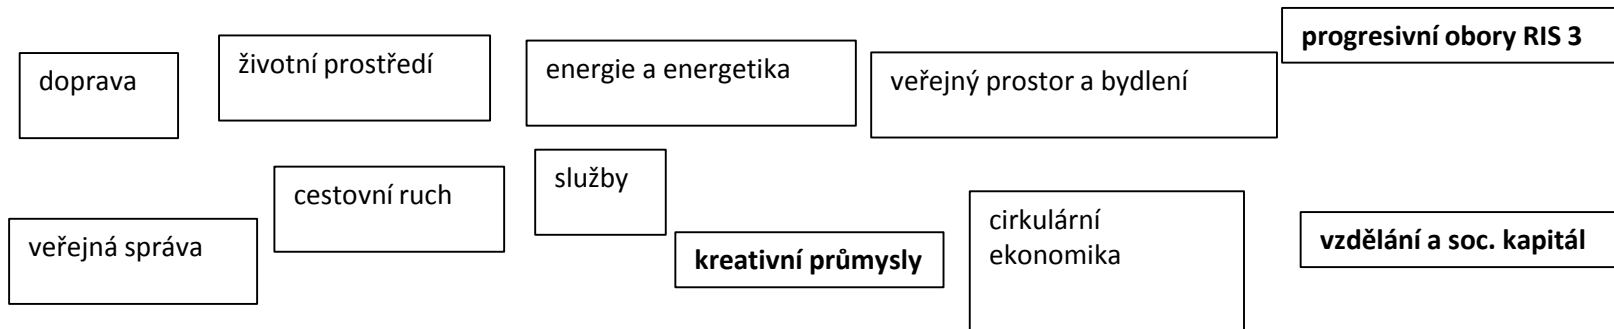 progresivní obory RIS 3
doprava
životní prostředí
energie a energetika
veřejný prostor a bydlení
cestovní ruch
služby
cirkulární
ekonomika
veřejná správa
kreativní průmysly
vzdělání a soc. kapitál